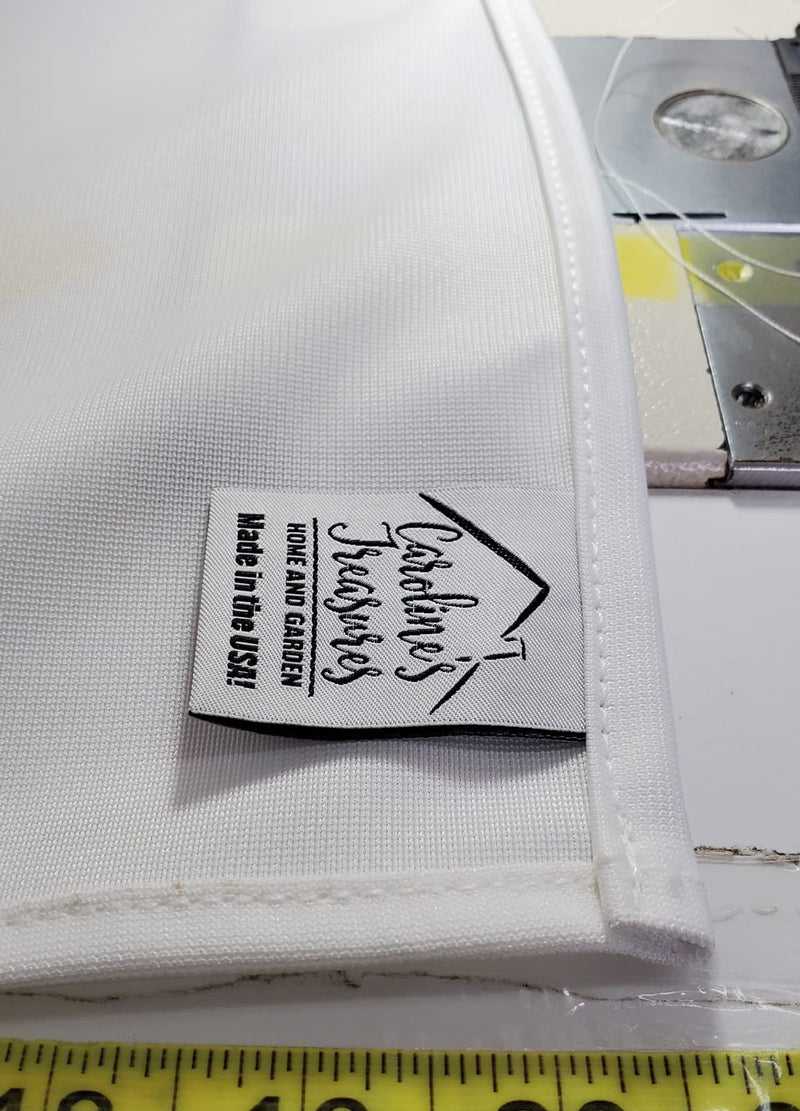 Caroline's
Treasures
HOME AND GARDEN
Made in the USA!